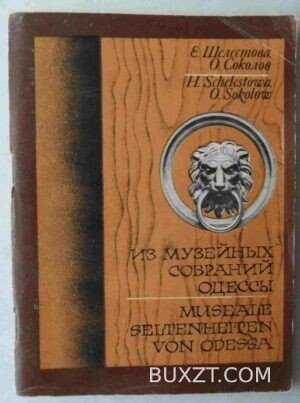 Е. Шелестова,
О. Соколов
H. Schelestowa,
O. Sokolow
ИЗ МУЗЕЙНЫХ
СОБРАНИЙ
ОДЕССЫ
MUSEALE
SELTENHEITEN
VON ODESSA
BUXZT.COM